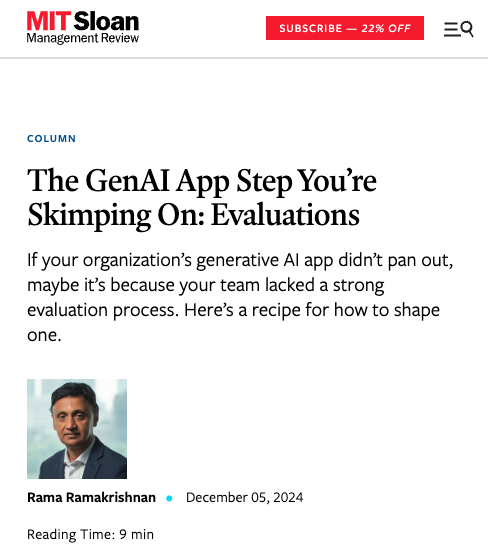 MIT Sloan
Management Review
SUBSCRIBE — 22% OFF
COLUMN
The GenAI App Step You’re
Skimping On: Evaluations
If your organization’s generative AI app didn’t pan out,
maybe it’s because your team lacked a strong
evaluation process. Here’s a recipe for how to shape
one.
Rama Ramakrishnan • December 05, 2024
Reading Time: 9 min